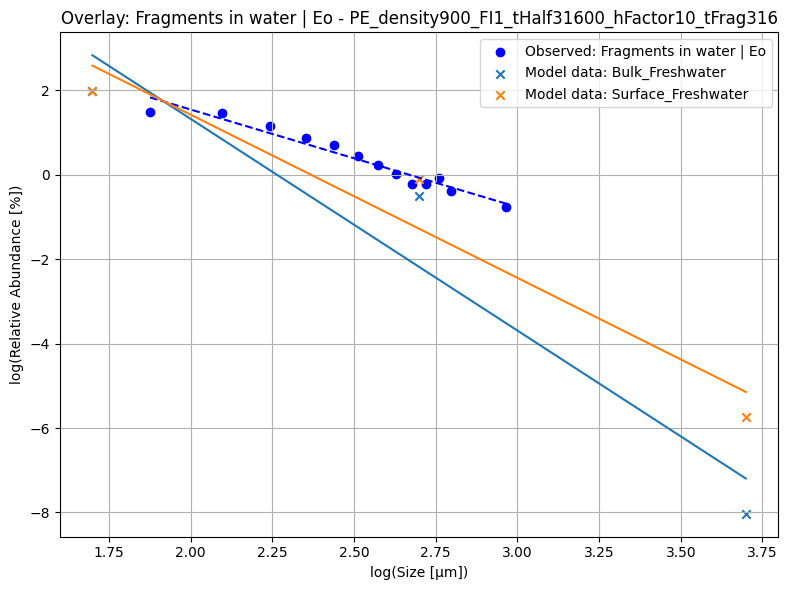 Overlay: Fragments in water | Eo - PE_density900_FI1_tHalf31600_hFactor10_tFrag316
Observed: Fragments in water | Eo
Model data: Bulk_Freshwater
Model data: Surface_Freshwater
log(Relative Abundance [%])
2
0
−2
−4
−6
−8
1.75 2.00 2.25 2.50 2.75 3.00 3.25 3.50 3.75
log(Size [μm])